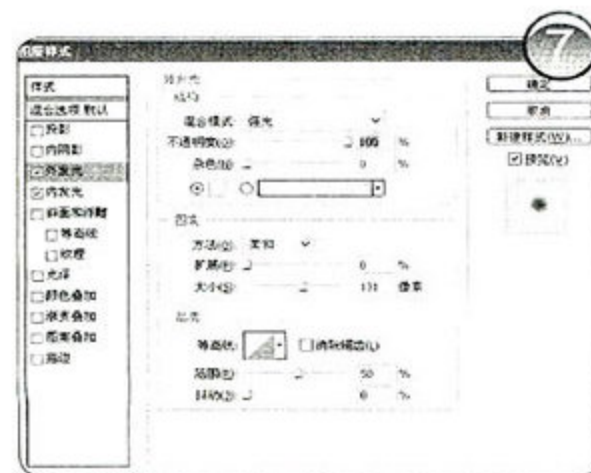 7
图层样式
样式
混合选项:默认
投影
内阴影
外发光
内发光
斜面和浮雕
等高线
纹理
光泽
颜色叠加
渐变叠加
图案叠加
描边
外发光
结构
混合模式: 强光
不透明度(O): 100 %
杂色(N): 0 %
图素
方法(Q): 柔和
扩展(P): 0 %
大小(S): 像素
品质
等高线: 消除锯齿(L)
范围(R): 50 %
抖动(J): 0 %
确定
取消
新建样式(W)...
预览(V)